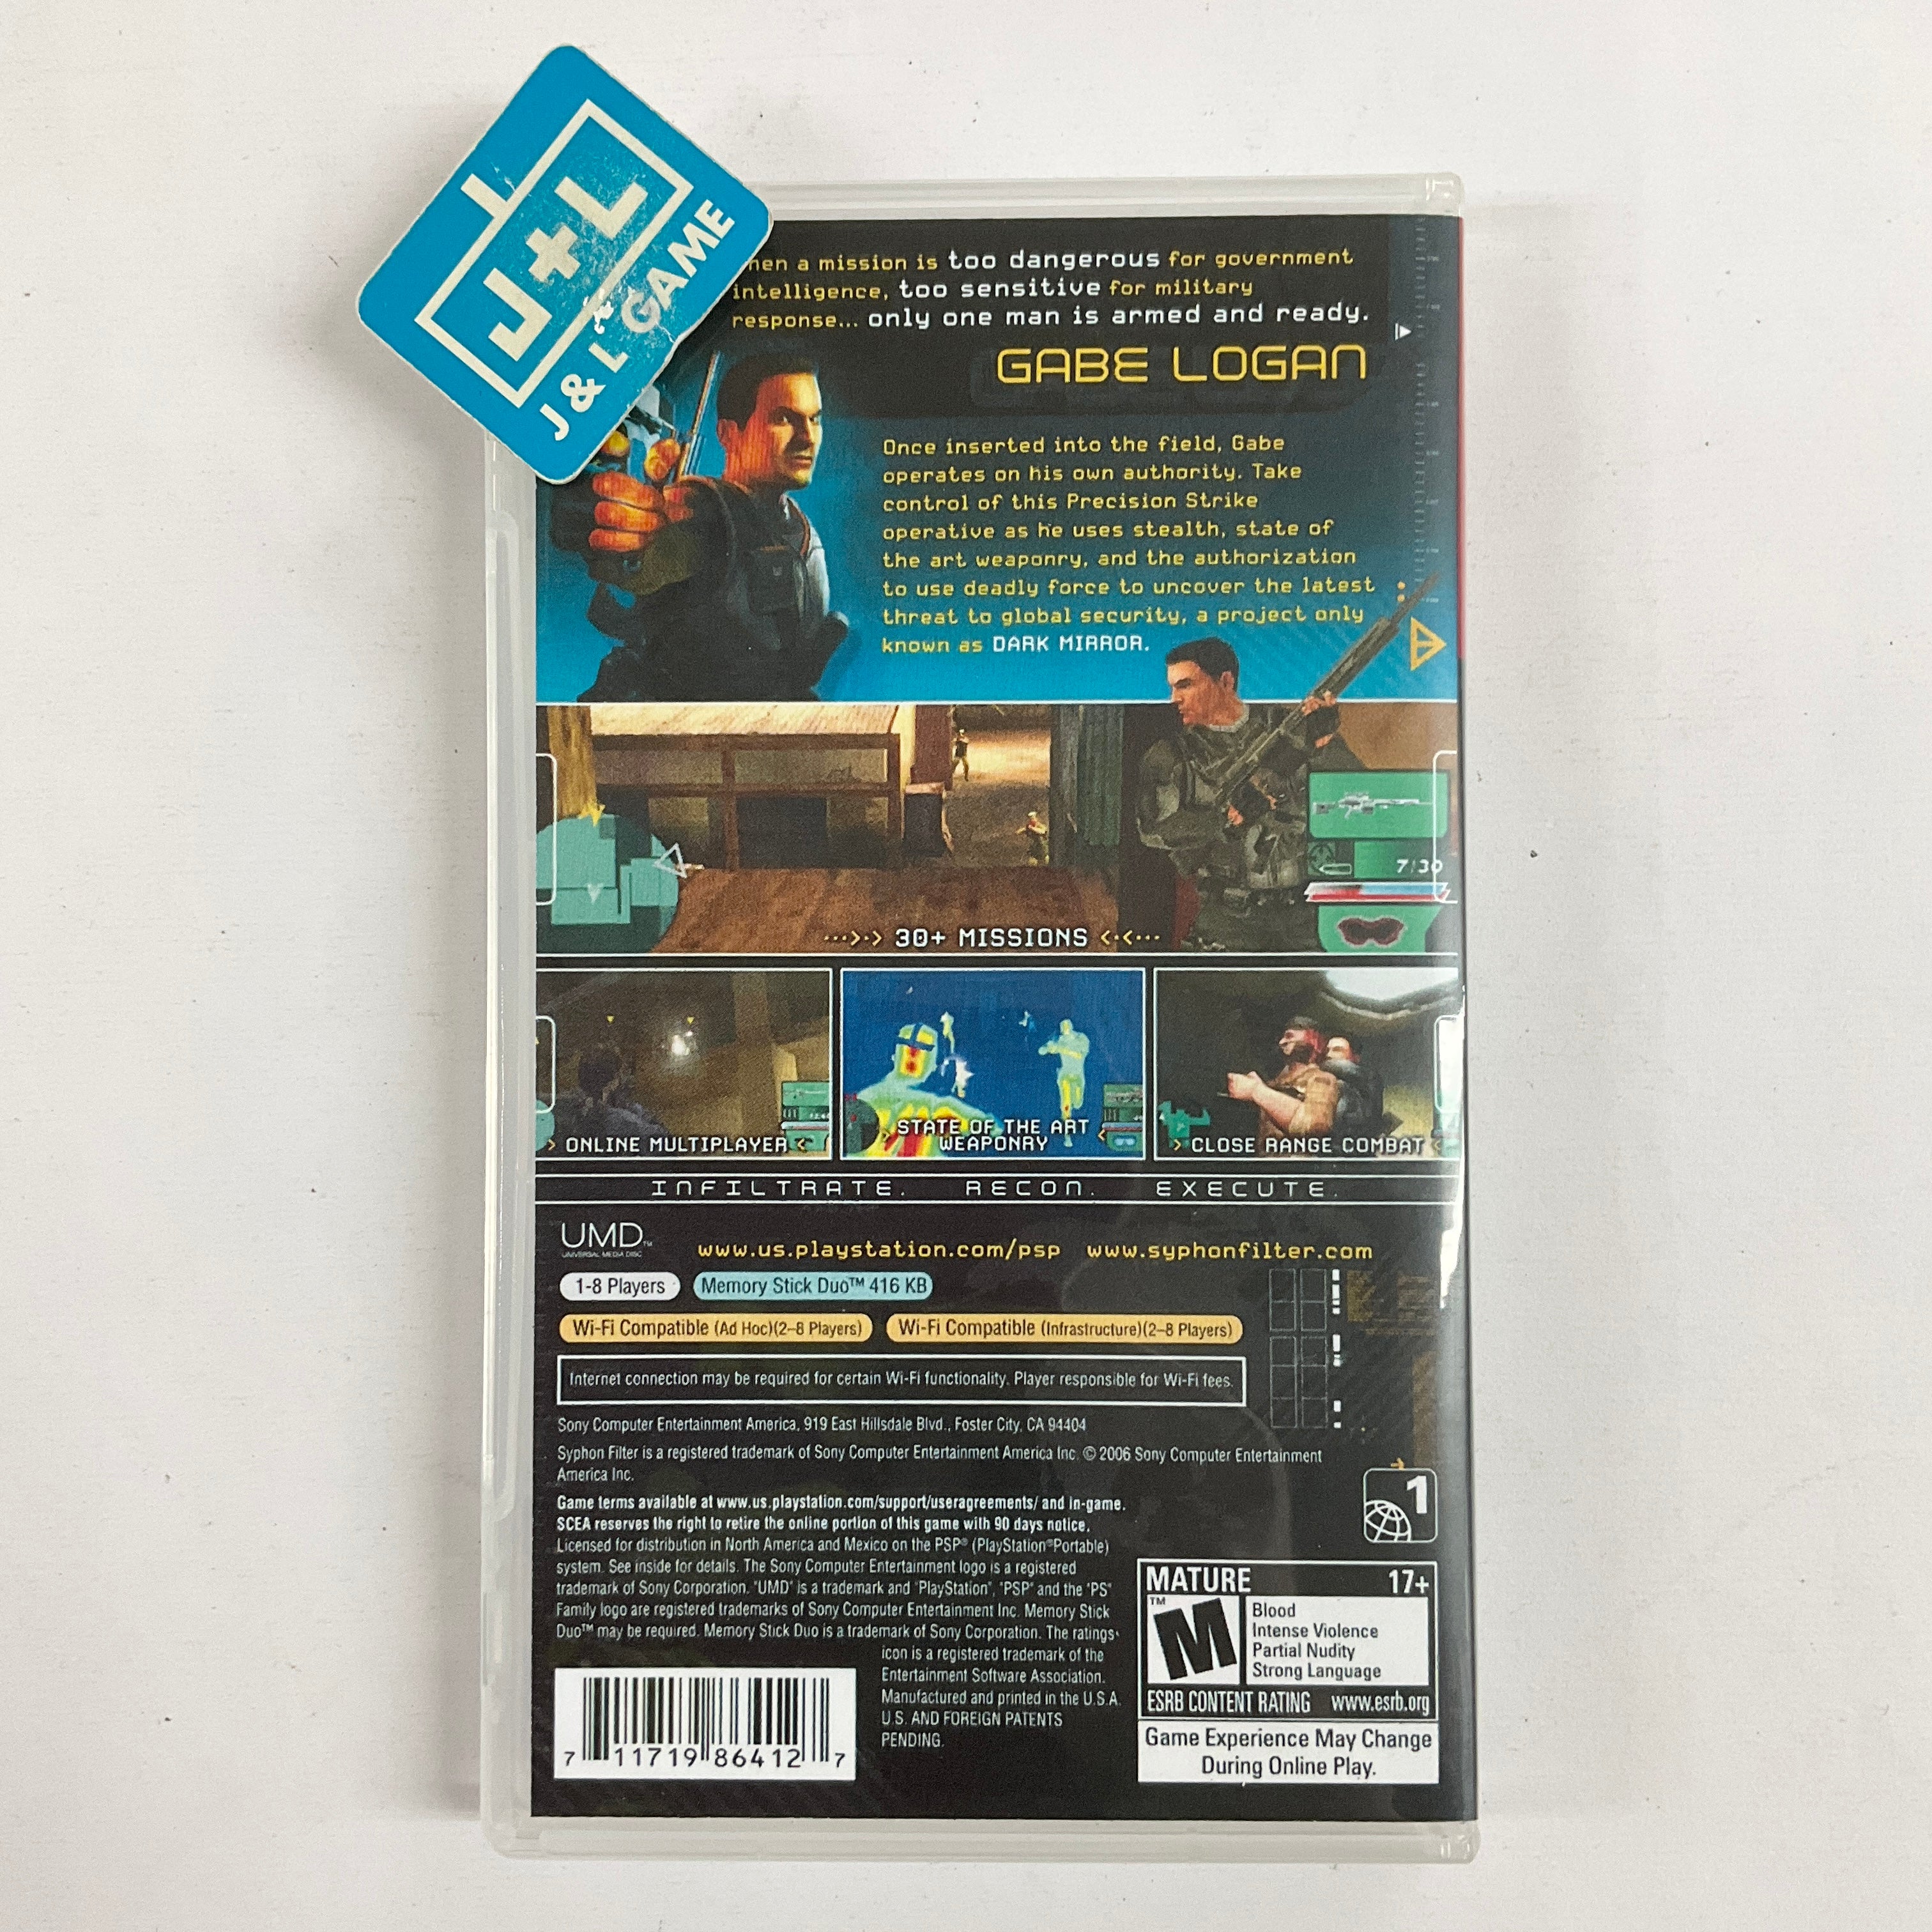 J+L
J & L GAME
hen a mission is too dangerous for government
intelligence, too sensitive for military
response... only one man is armed and ready.
GABE LOGAN
Once inserted into the field, Gabe
operates on his own authority. Take
control of this Precision Strike
operative as he uses stealth, state of
the art weaponry, and the authorization
to use deadly force to uncover the latest
threat to global security, a project only
known as DARK MIRROR.
7/30
30+ MISSIONS
ONLINE MULTIPLAYER
STATE OF THE ART
WEAPONRY
CLOSE RANGE COMBAT
INFILTRATE. RECON. EXECUTE.
UMD™
UNIVERSAL MEDIA DISC
www.us.playstation.com/psp www.syphonfilter.com
1-8 Players Memory Stick Duo™ 416 KB
Wi-Fi Compatible (Ad Hoc)(2–8 Players) Wi-Fi Compatible (Infrastructure)(2–8 Players)
Internet connection may be required for certain Wi-Fi functionality. Player responsible for Wi-Fi fees.
Sony Computer Entertainment America, 919 East Hillsdale Blvd., Foster City, CA 94404
Syphon Filter is a registered trademark of Sony Computer Entertainment America Inc. © 2006 Sony Computer Entertainment
America Inc.
1
Game terms available at www.us.playstation.com/support/useragreements/ and in-game.
SCEA reserves the right to retire the online portion of this game with 90 days notice.
Licensed for distribution in North America and Mexico on the PSP® (PlayStation®Portable)
system. See inside for details. The Sony Computer Entertainment logo is a registered
trademark of Sony Corporation. "UMD" is a trademark and "PlayStation", "PSP" and the "PS"
Family logo are registered trademarks of Sony Computer Entertainment Inc. Memory Stick
Duo™ may be required. Memory Stick Duo is a trademark of Sony Corporation. The ratings
icon is a registered trademark of the
Entertainment Software Association.
Manufactured and printed in the U.S.A.
U.S. AND FOREIGN PATENTS
PENDING.
7 11719 86412 7
MATURE 17+
™
M
Blood
Intense Violence
Partial Nudity
Strong Language
ESRB CONTENT RATING www.esrb.org
Game Experience May Change
During Online Play.